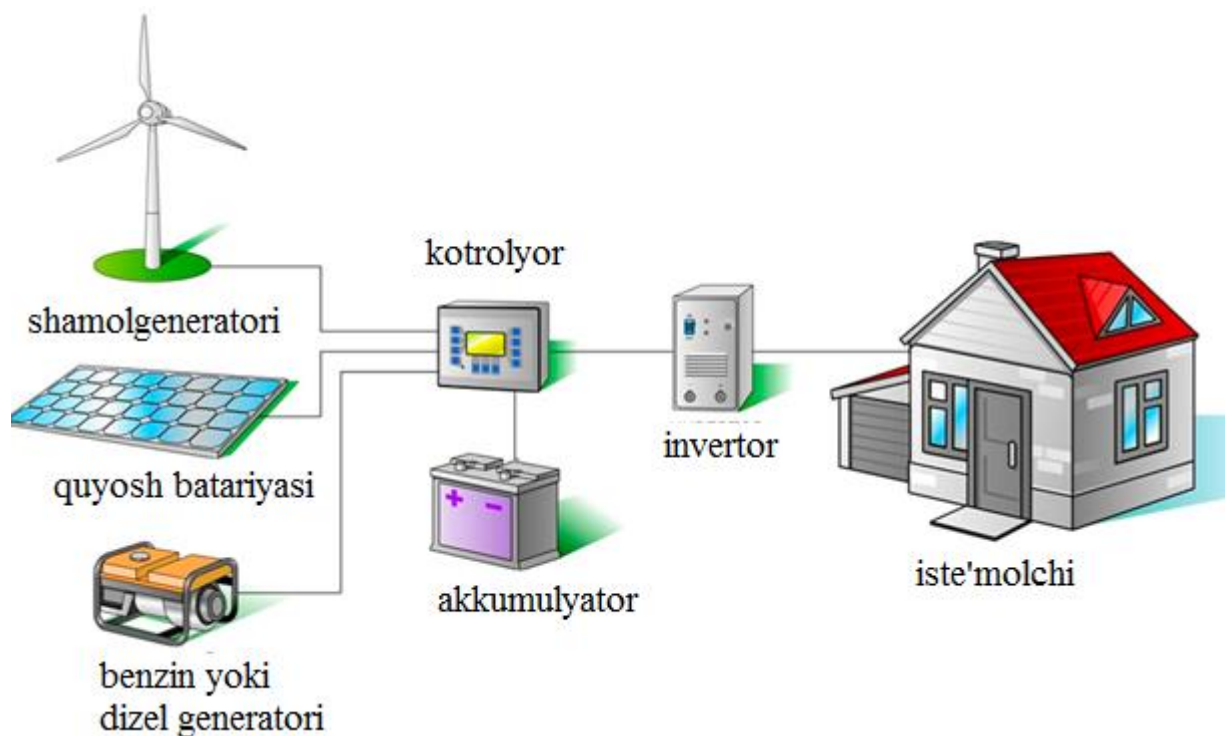 kotrolyor
shamolgeneratori
invertor
quyosh batariyasi
iste'molchi
akkumulyator
benzin yoki
dizel generatori